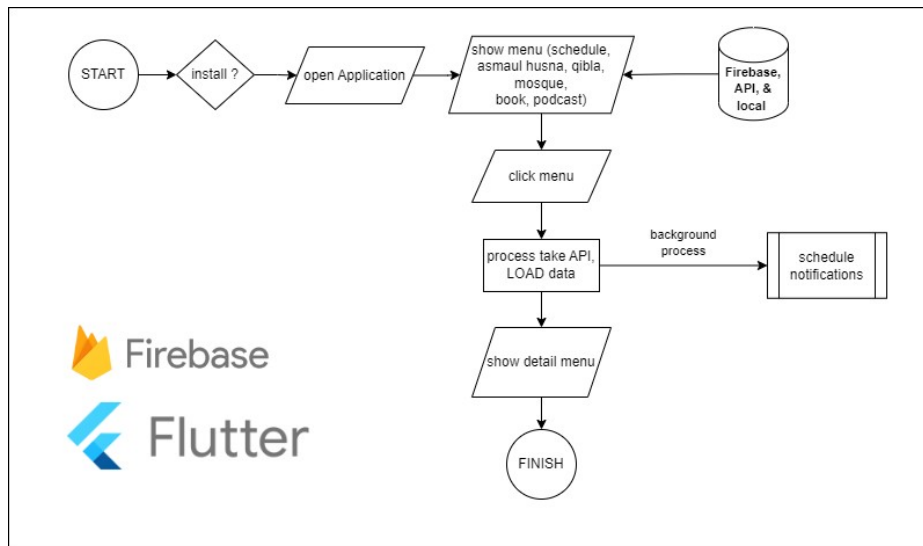 START
install ?
open Application
show menu (schedule,
asmaul husna, qibla,
mosque,
book, podcast)
Firebase,
API, &
local
click menu
process take API,
LOAD data
background
process
schedule
notifications
show detail menu
FINISH
Firebase
Flutter